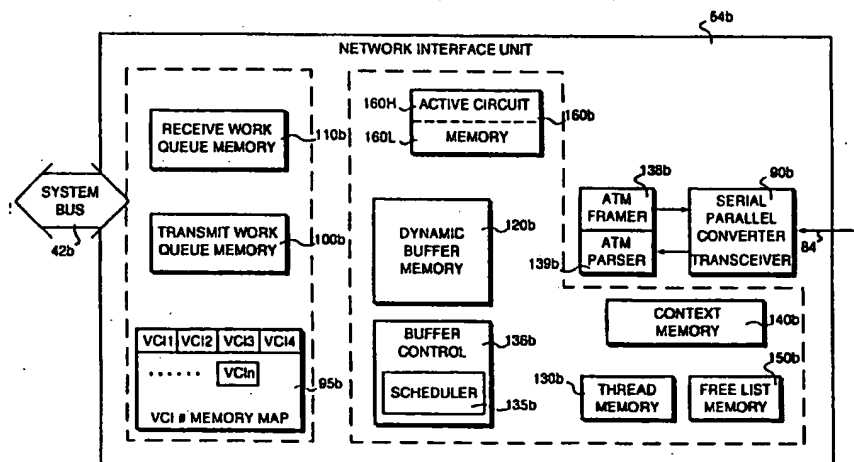 54b
NETWORK INTERFACE UNIT
RECEIVE WORK
QUEUE MEMORY
110b
160H
ACTIVE CIRCUIT
160b
160L
MEMORY
SYSTEM
BUS
42b
TRANSMIT WORK
QUEUE MEMORY
100b
DYNAMIC
BUFFER
MEMORY
120b
138b
ATM
FRAMER
ATM
PARSER
139b
90b
SERIAL
PARALLEL
CONVERTER
TRANSCEIVER
84
VCI1 VCI2 VCI3 VCI4
...... VCIn
VCI # MEMORY MAP
95b
BUFFER
CONTROL
136b
SCHEDULER
135b
CONTEXT
MEMORY
140b
130b
THREAD
MEMORY
FREE LIST
MEMORY
150b